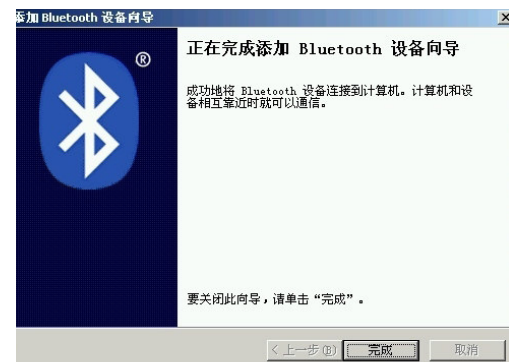 添加 Bluetooth 设备向导
®
正在完成添加 Bluetooth 设备向导
成功地将 Bluetooth 设备连接到计算机。计算机和设
备相互靠近时就可以通信。
要关闭此向导，请单击“完成”。
< 上一步(B)
完成
取消